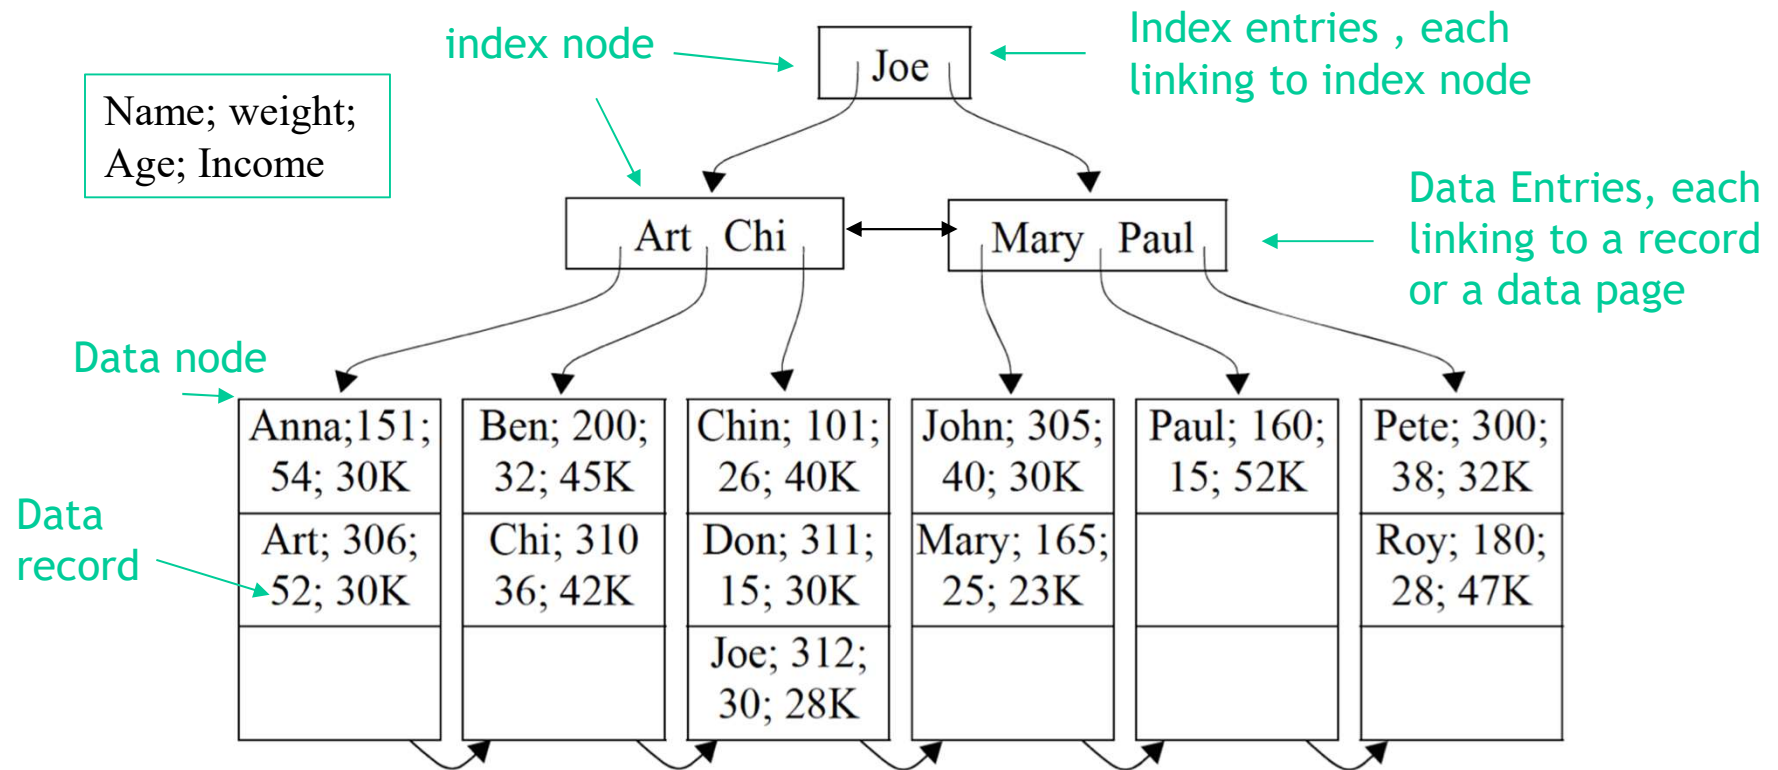 index node
Index entries , each
linking to index node
Joe
Name; weight;
Age; Income
Art Chi
Mary Paul
Data Entries, each
linking to a record
or a data page
Data node
Anna;151;
54; 30K
Ben; 200;
32; 45K
Chin; 101;
26; 40K
John; 305;
40; 30K
Paul; 160;
15; 52K
Pete; 300;
38; 32K
Data
record
Art; 306;
52; 30K
Chi; 310
36; 42K
Don; 311;
15; 30K
Mary; 165;
25; 23K
Roy; 180;
28; 47K
Joe; 312;
30; 28K